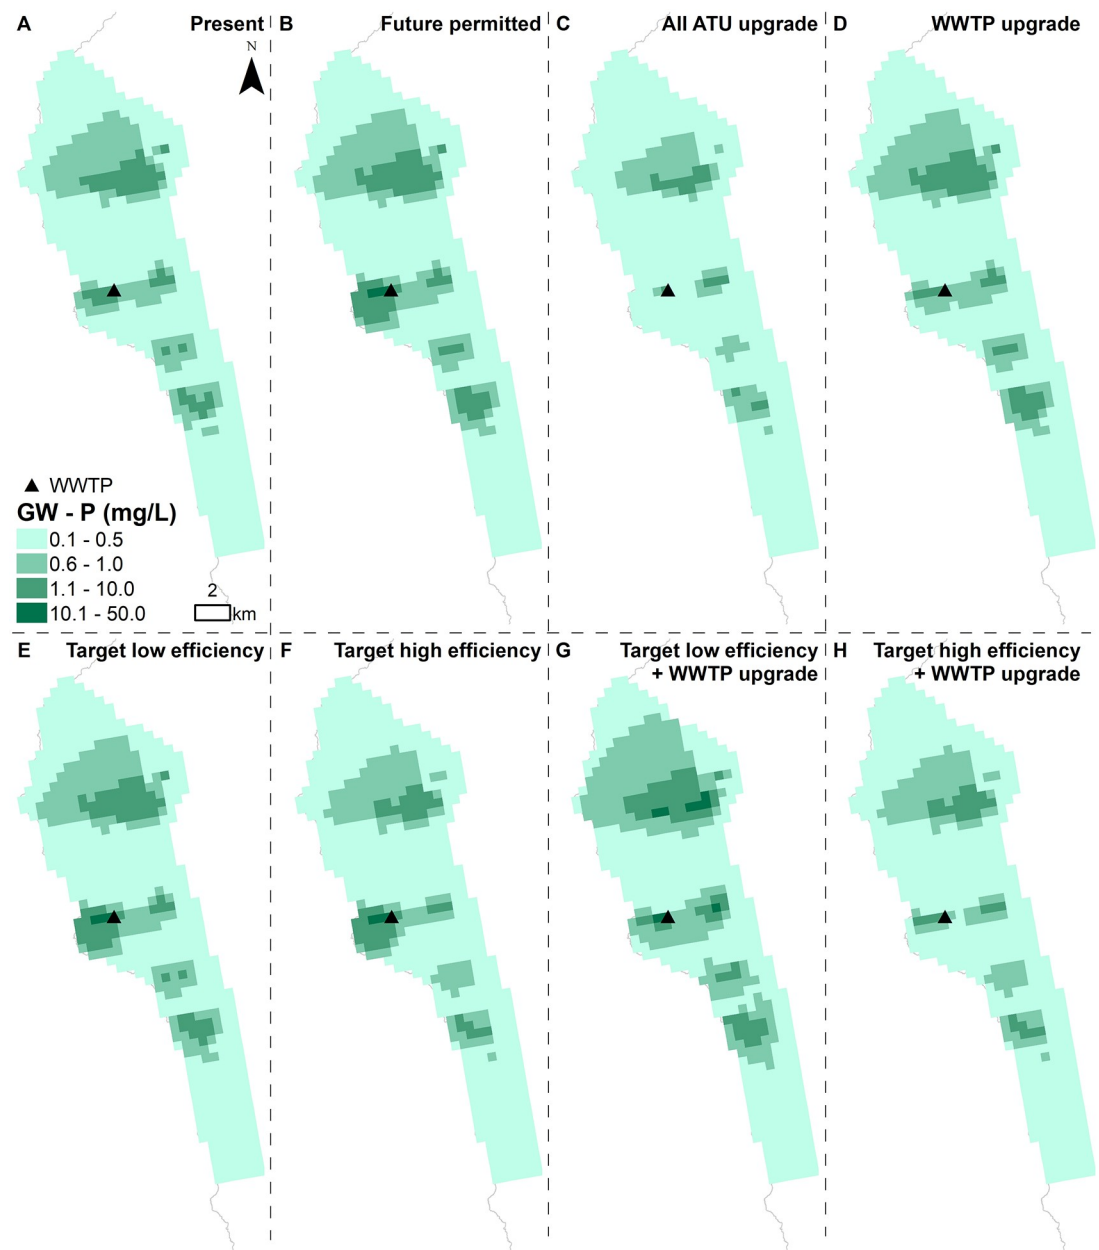 A Present
N
B Future permitted
C All ATU upgrade
D WWTP upgrade
WWTP
GW - P (mg/L)
0.1 - 0.5
0.6 - 1.0
1.1 - 10.0
10.1 - 50.0
2
km
E Target low efficiency
F Target high efficiency
G Target low efficiency
+ WWTP upgrade
H Target high efficiency
+ WWTP upgrade